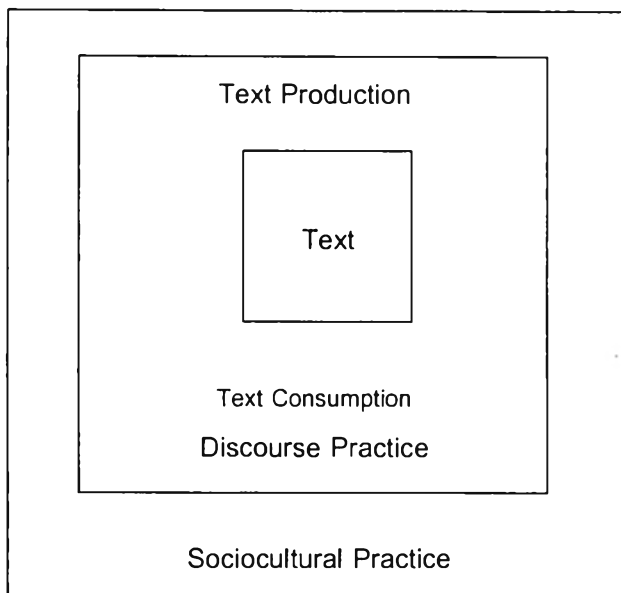 Text Production
Text
Text Consumption
Discourse Practice
Sociocultural Practice